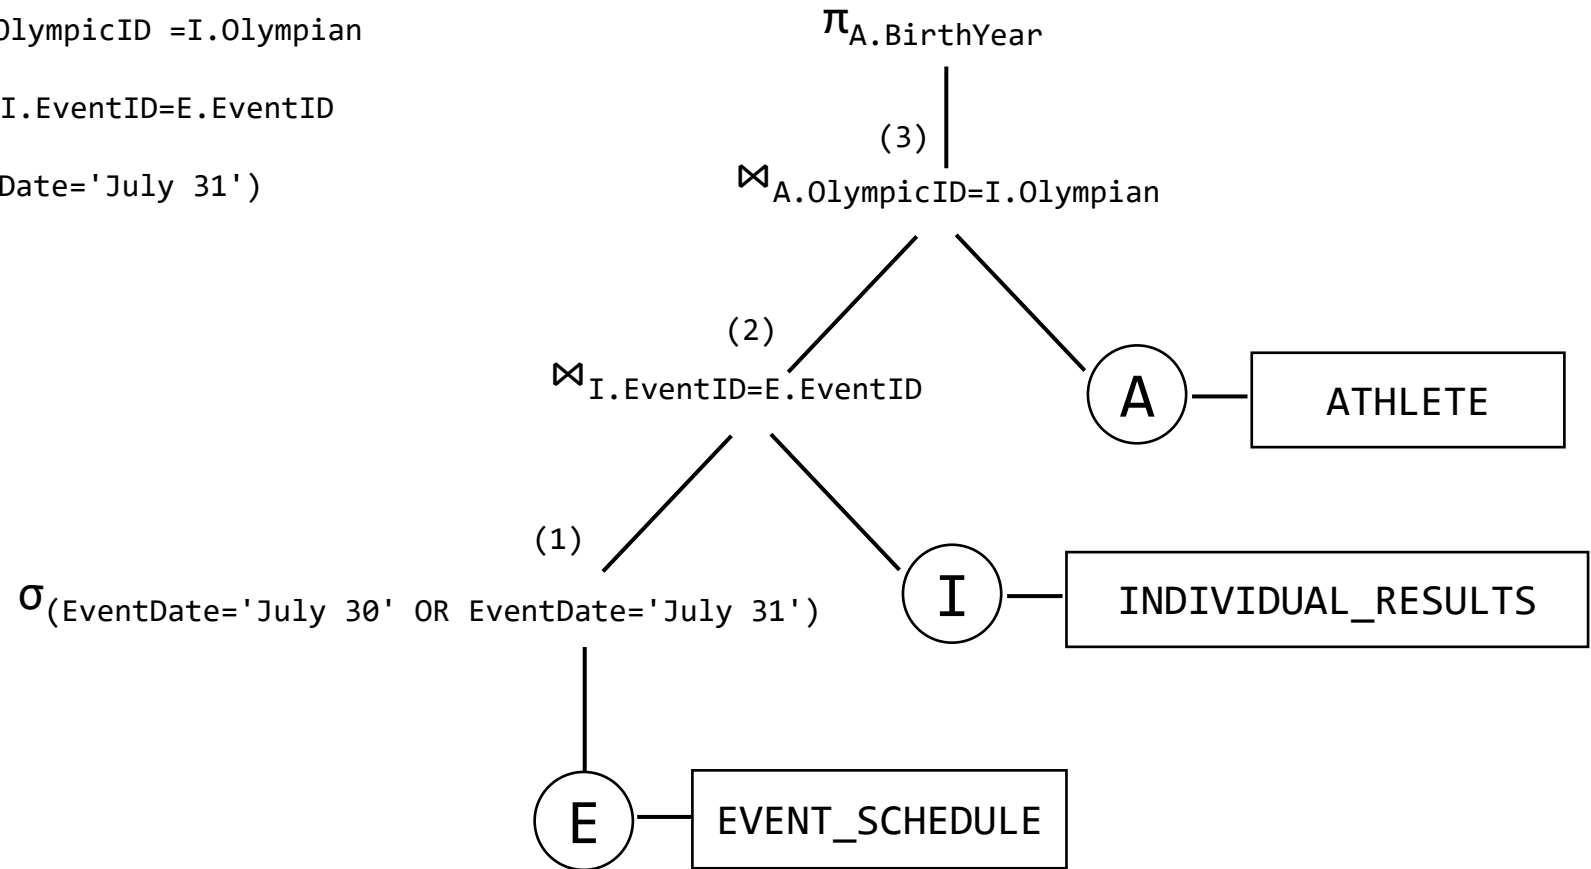 OlympicID =I.Olympian
I.EventID=E.EventID
Date='July 31')
π A.BirthYear
(3)
⋈ A.OlympicID=I.Olympian
(2)
⋈ I.EventID=E.EventID
A
ATHLETE
(1)
σ (EventDate='July 30' OR EventDate='July 31')
I
INDIVIDUAL_RESULTS
E
EVENT_SCHEDULE